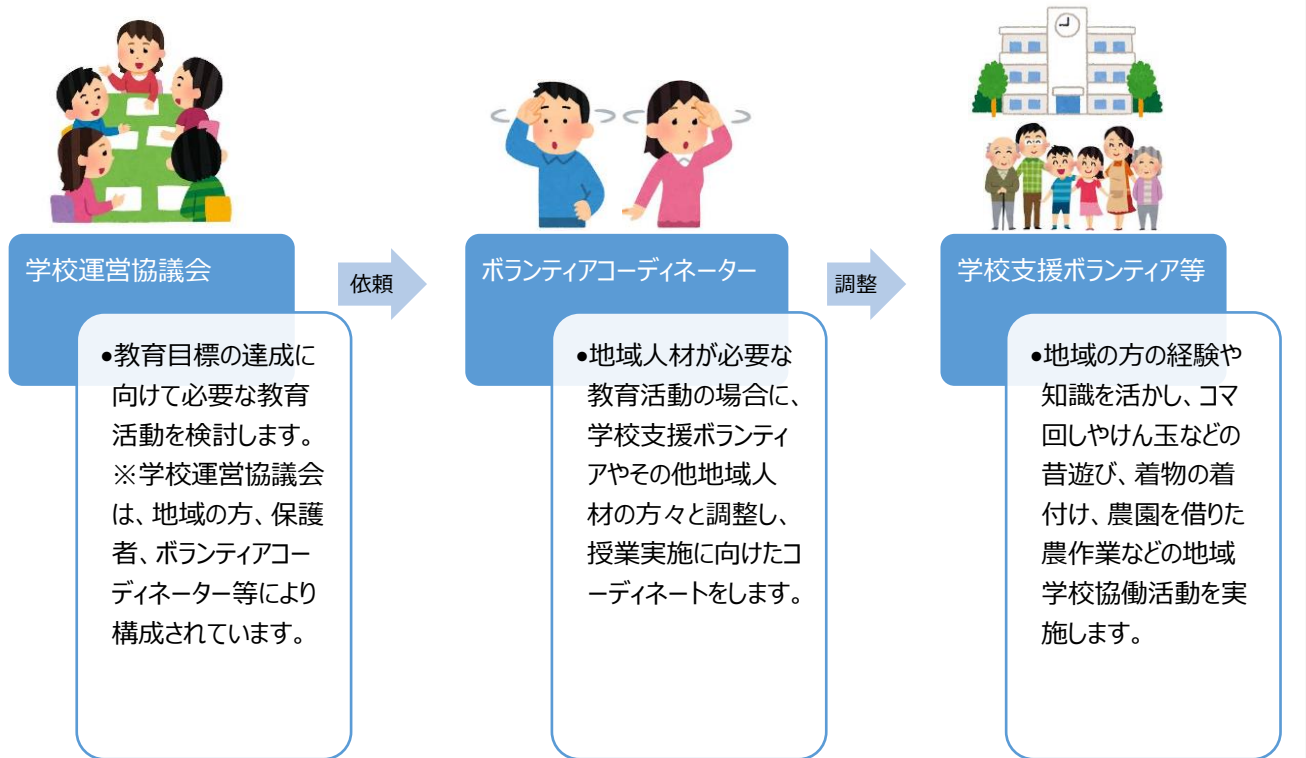 学校運営協議会
•教育目標の達成に
向けて必要な教育
活動を検討します。
※学校運営協議会
は、地域の方、保護
者、ボランティアコー
ディネーター等により
構成されています。
依頼
ボランティアコーディネーター
•地域人材が必要な
教育活動の場合に、
学校支援ボランティ
アやその他地域人
材の方々と調整し、
授業実施に向けたコ
ーディネートをします。
調整
学校支援ボランティア等
•地域の方の経験や
知識を活かし、コマ
回しやけん玉などの
昔遊び、着物の着
付け、農園を借りた
農作業などの地域
学校協働活動を実
施します。